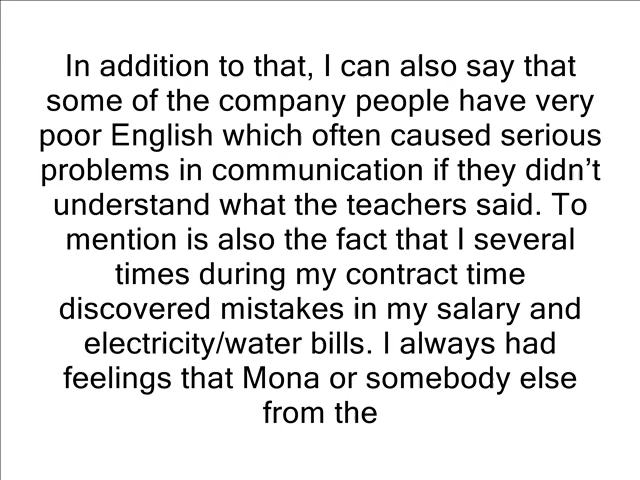 In addition to that, I can also say that
some of the company people have very
poor English which often caused serious
problems in communication if they didn’t
understand what the teachers said. To
mention is also the fact that I several
times during my contract time
discovered mistakes in my salary and
electricity/water bills. I always had
feelings that Mona or somebody else
from the